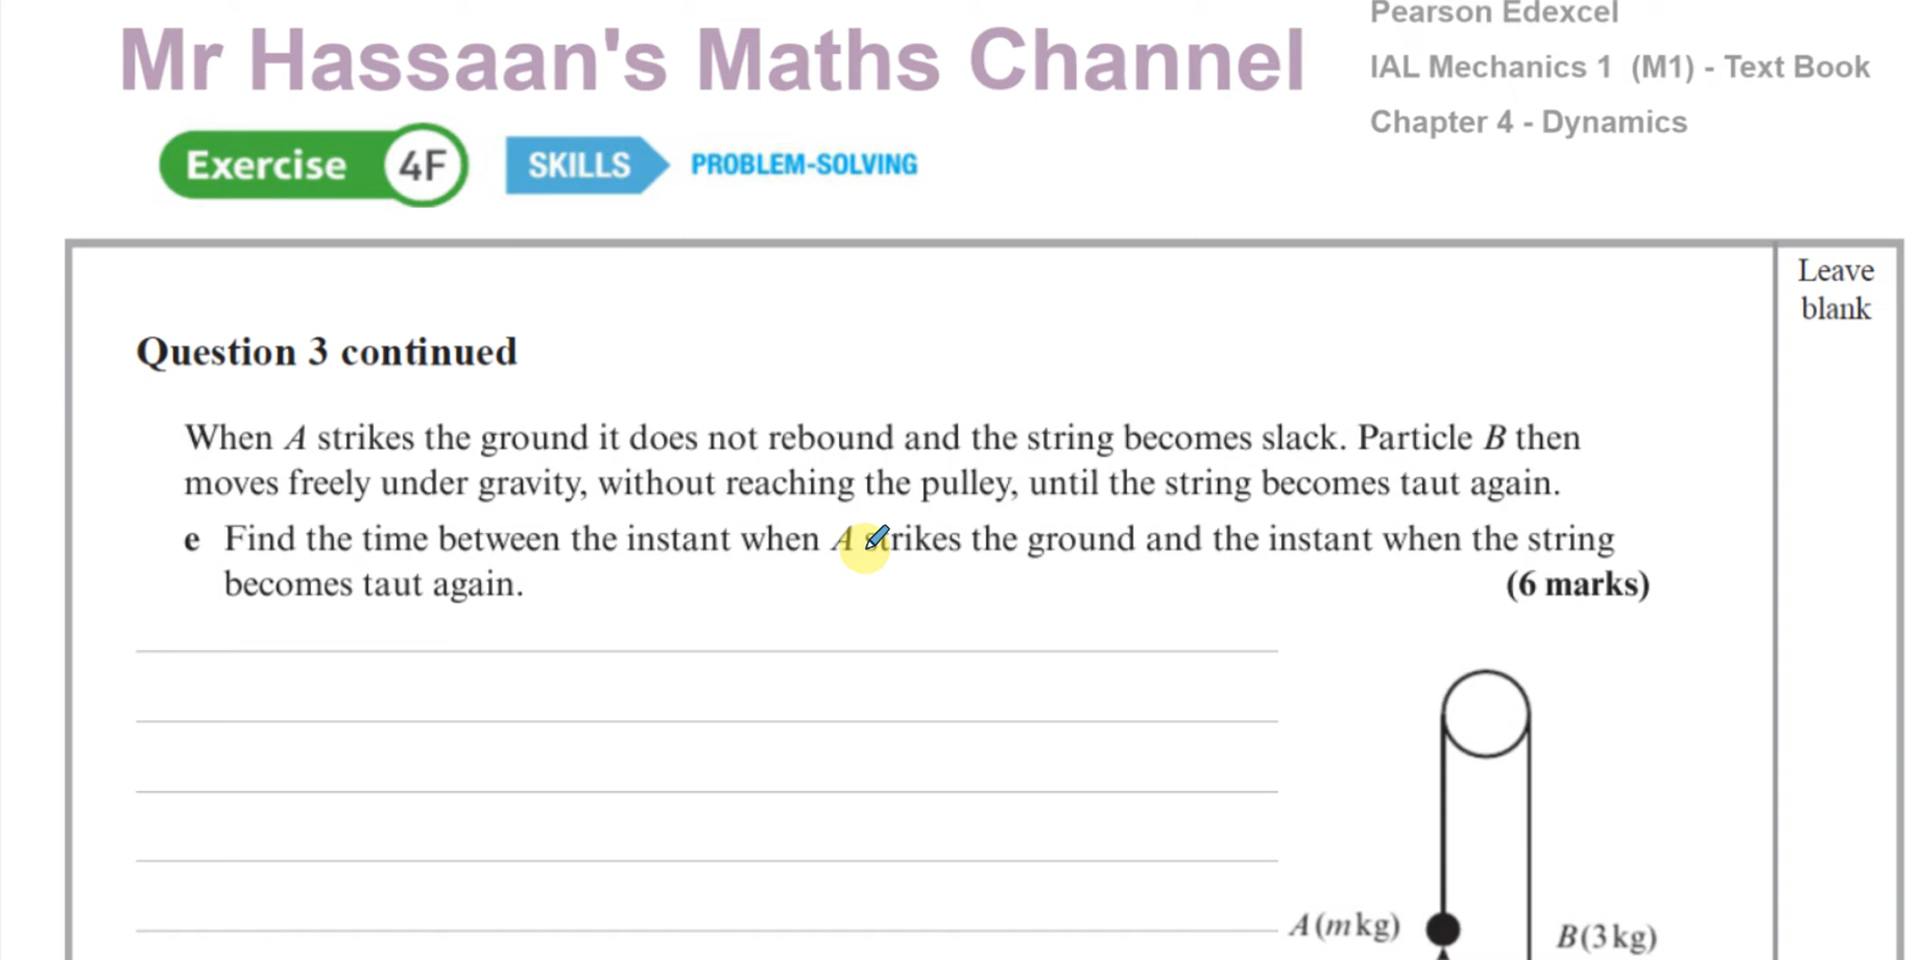 Pearson Edexcel
Mr Hassaan's Maths Channel
IAL Mechanics 1 (M1) - Text Book
Chapter 4 - Dynamics
Exercise 4F SKILLS PROBLEM-SOLVING
Leave
blank
Question 3 continued
When A strikes the ground it does not rebound and the string becomes slack. Particle B then
moves freely under gravity, without reaching the pulley, until the string becomes taut again.
e Find the time between the instant when A strikes the ground and the instant when the string
becomes taut again. (6 marks)
A(m kg)
B(3 kg)